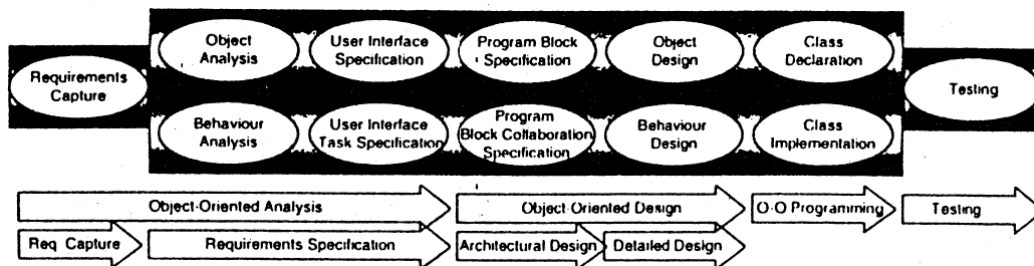 Requirements
Capture
Object
Analysis
User Interface
Specification
Program Block
Specification
Object
Design
Class
Declaration
Behaviour
Analysis
User Interface
Task Specification
Program
Block Collaboration
Specification
Behaviour
Design
Class
Implementation
Testing
Object-Oriented Analysis
Object-Oriented Design
O-O Programming
Testing
Req. Capture
Requirements Specification
Architectural Design
Detailed Design